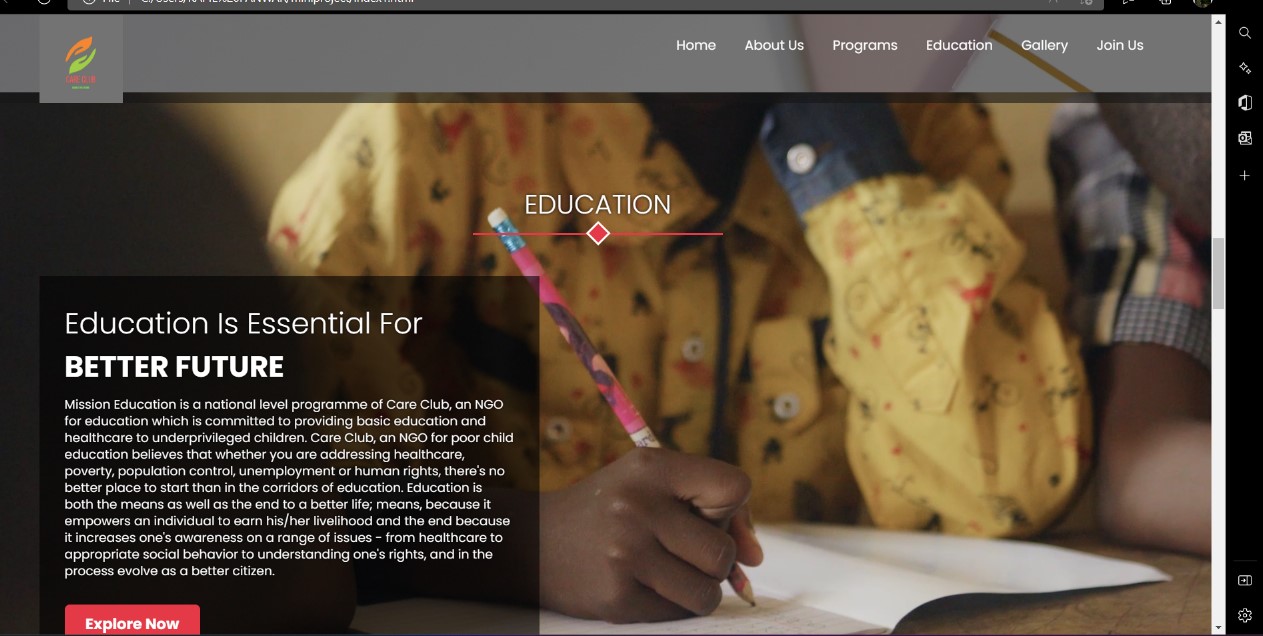 Home About Us Programs Education Gallery Join Us
CARE CLUB
EDUCATION
Education Is Essential For
BETTER FUTURE
Mission Education is a national level programme of Care Club, an NGO
for education which is committed to providing basic education and
healthcare to underprivileged children. Care Club, an NGO for poor child
education believes that whether you are addressing healthcare,
poverty, population control, unemployment or human rights, there's no
better place to start than in the corridors of education. Education is
both the means as well as the end to a better life; means, because it
empowers an individual to earn his/her livelihood and the end because
it increases one's awareness on a range of issues - from healthcare to
appropriate social behavior to understanding one's rights, and in the
process evolve as a better citizen.
Explore Now